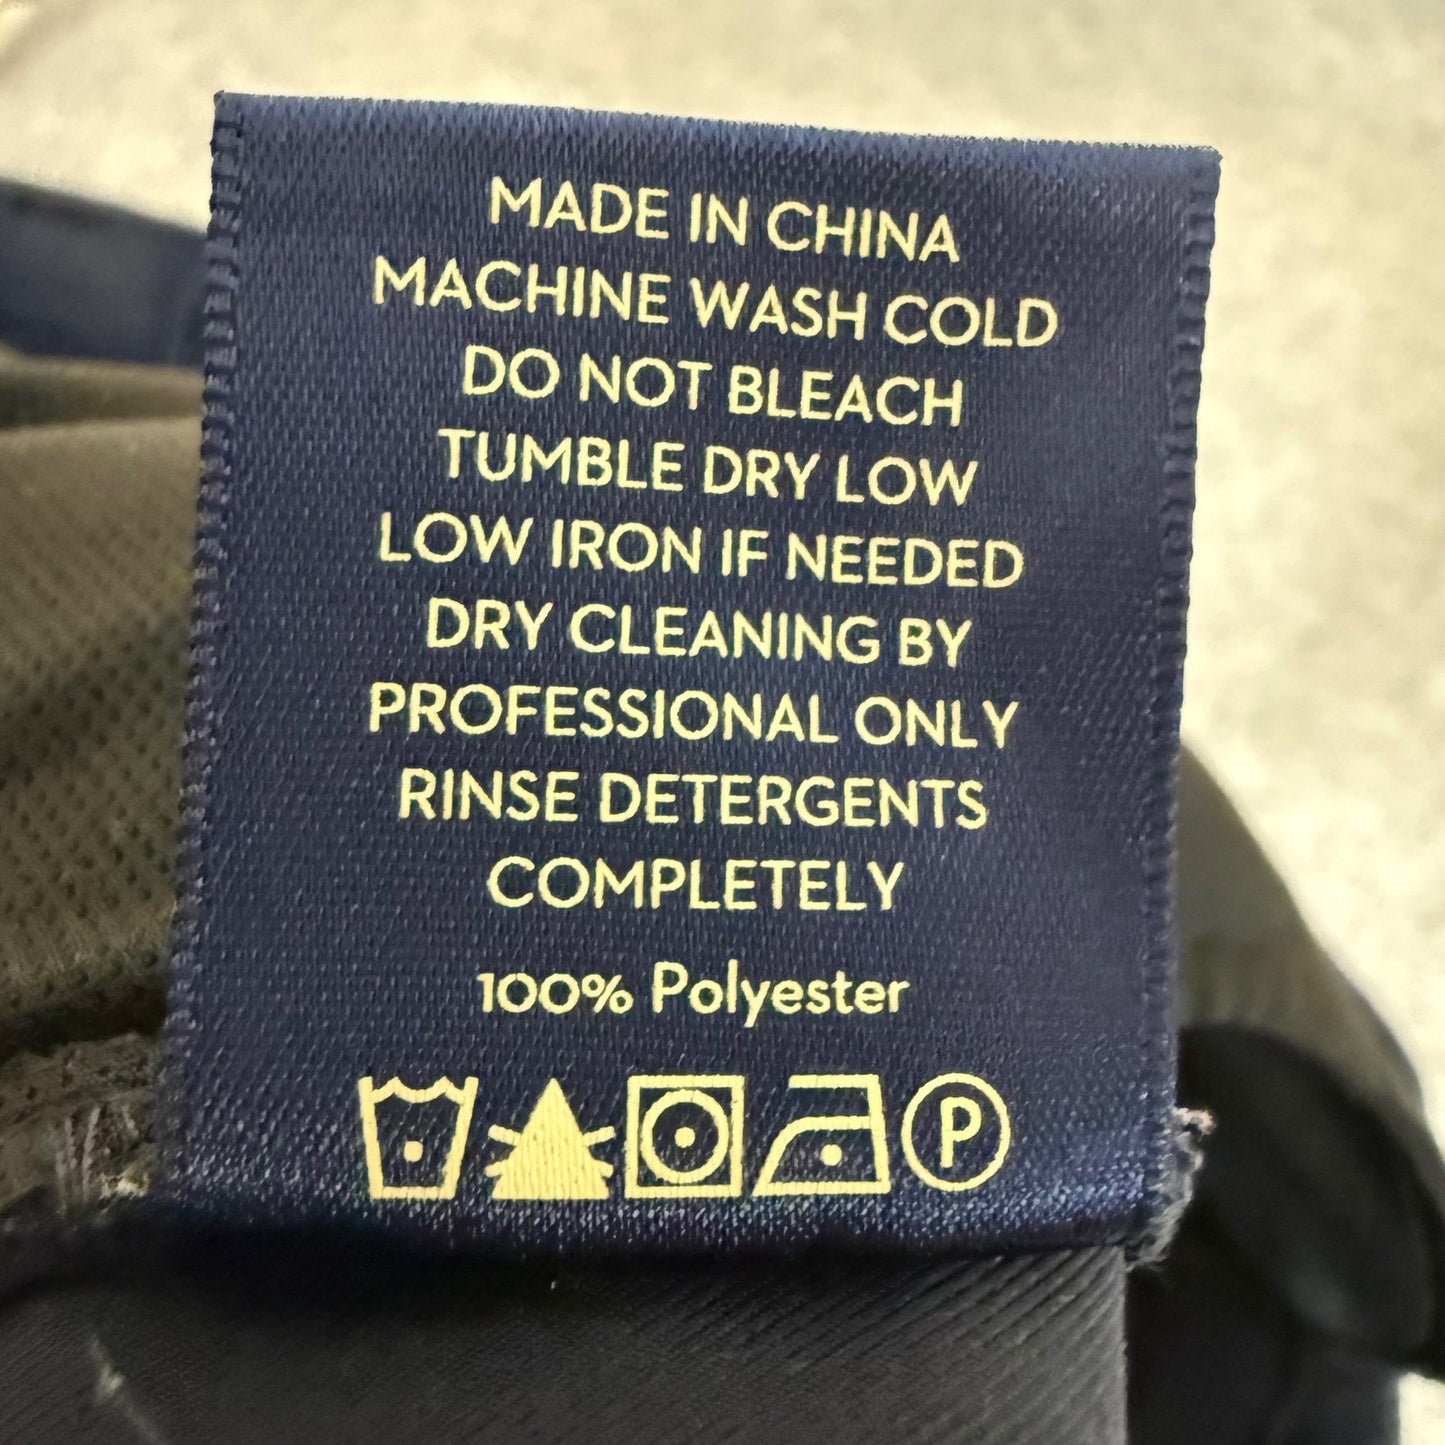 MADE IN CHINA
MACHINE WASH COLD
DO NOT BLEACH
TUMBLE DRY LOW
LOW IRON IF NEEDED
DRY CLEANING BY
PROFESSIONAL ONLY
RINSE DETERGENTS
COMPLETELY
100% Polyester
P